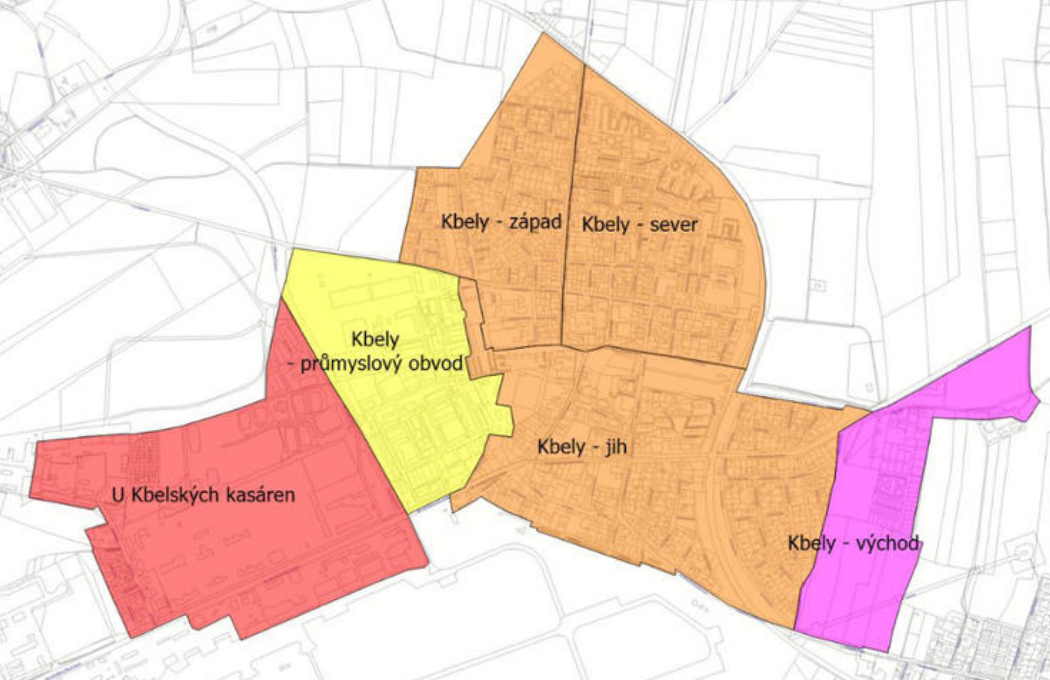 Kbely - západ
Kbely - sever
Kbely
- průmyslový obvod
Kbely - jih
U Kbelských kasáren
Kbely - východ